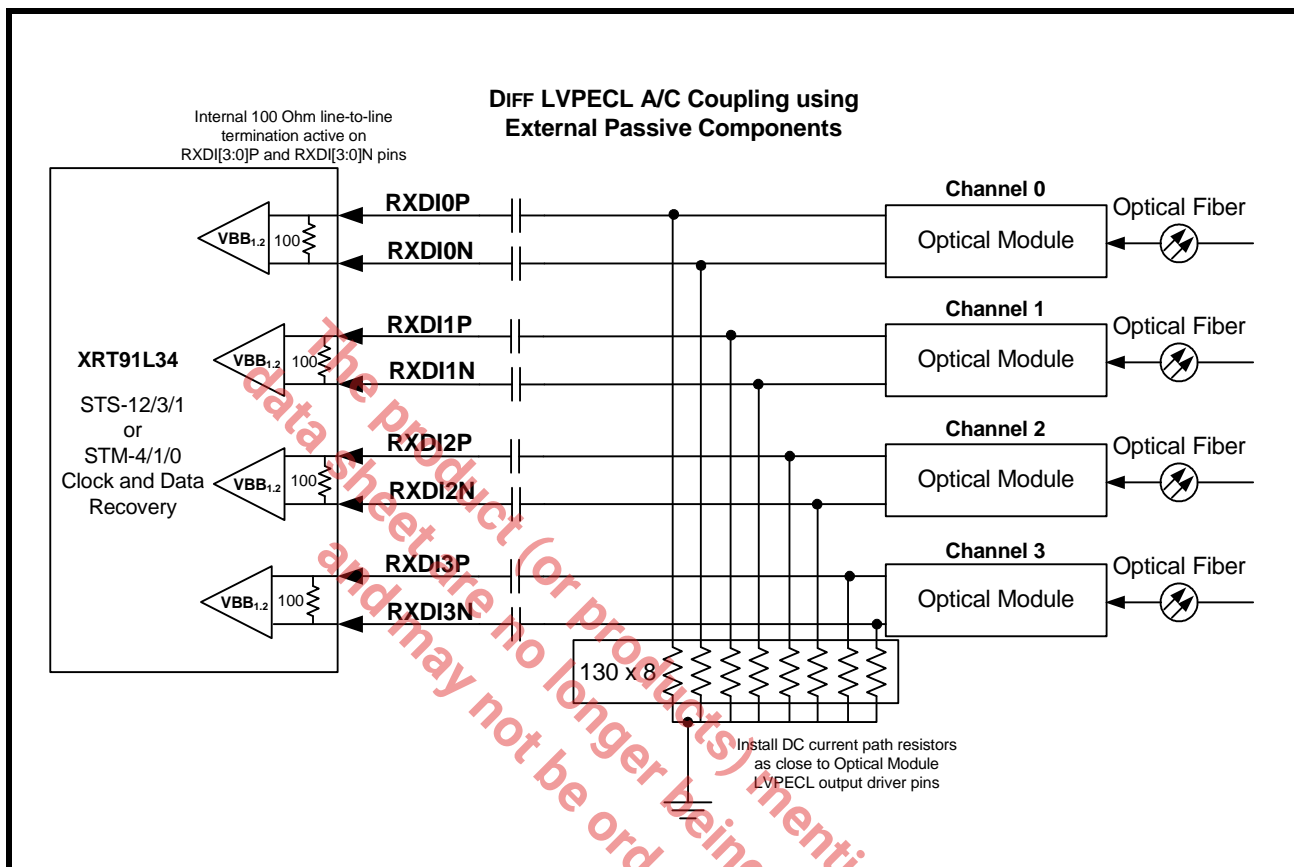 DIFF LVPECL A/C Coupling using
External Passive Components
Internal 100 Ohm line-to-line
termination active on
RXDI[3:0]P and RXDI[3:0]N pins
XRT91L34
STS-12/3/1
or
STM-4/1/0
Clock and Data
Recovery
VBB1.2
100
RXDI0P
RXDI0N
Channel 0
Optical Module
Optical Fiber
VBB1.2
100
RXDI1P
RXDI1N
Channel 1
Optical Module
Optical Fiber
VBB1.2
100
RXDI2P
RXDI2N
Channel 2
Optical Module
Optical Fiber
VBB1.2
100
RXDI3P
RXDI3N
Channel 3
Optical Module
Optical Fiber
130 x 8
Install DC current path resistors
as close to Optical Module
LVPECL output driver pins
The product (or products) menti
data sheet are no longer being
and may not be ord